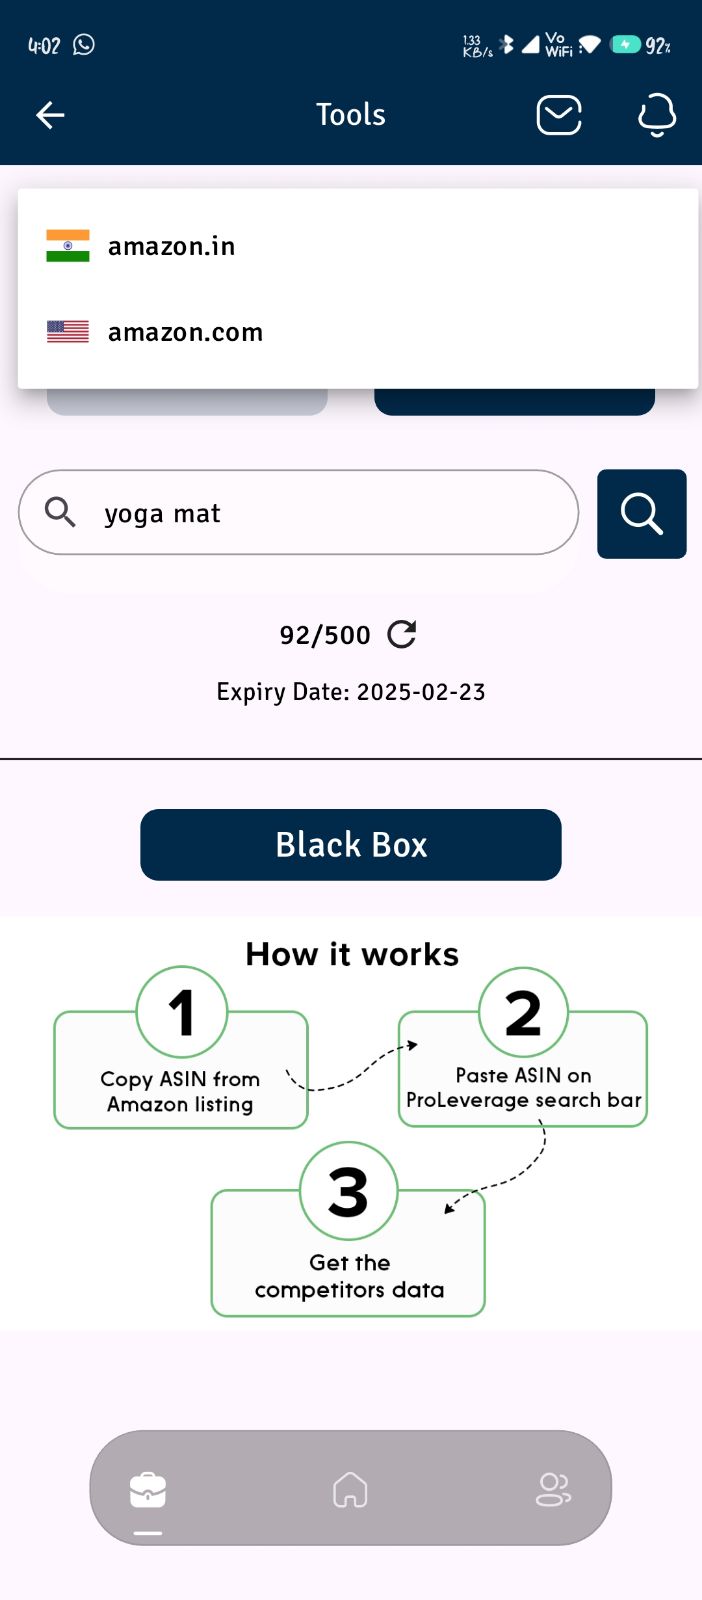 4:02
1.33 KB/s Vo WiFi 92%
Tools
amazon.in
amazon.com
yoga mat
92/500
Expiry Date: 2025-02-23
Black Box
How it works
1
Copy ASIN from
Amazon listing
2
Paste ASIN on
ProLeverage search bar
3
Get the
competitors data